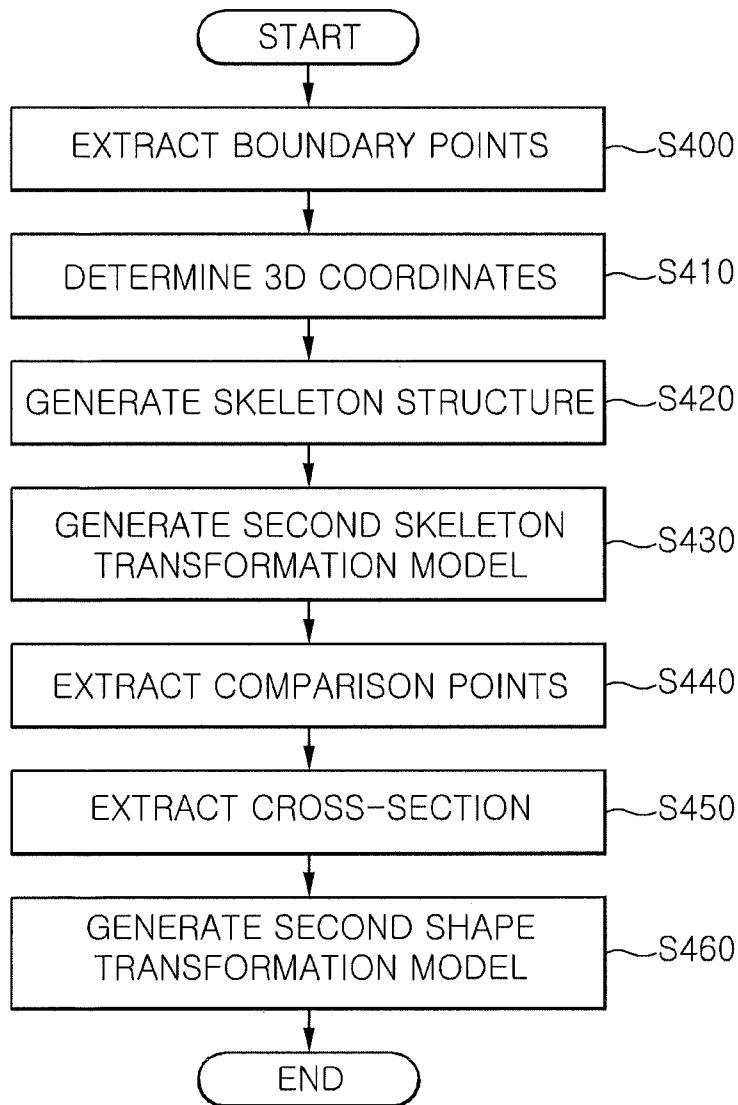 START
EXTRACT BOUNDARY POINTS
S400
DETERMINE 3D COORDINATES
S410
GENERATE SKELETON STRUCTURE
S420
GENERATE SECOND SKELETON
TRANSFORMATION MODEL
S430
EXTRACT COMPARISON POINTS
S440
EXTRACT CROSS-SECTION
S450
GENERATE SECOND SHAPE
TRANSFORMATION MODEL
S460
END